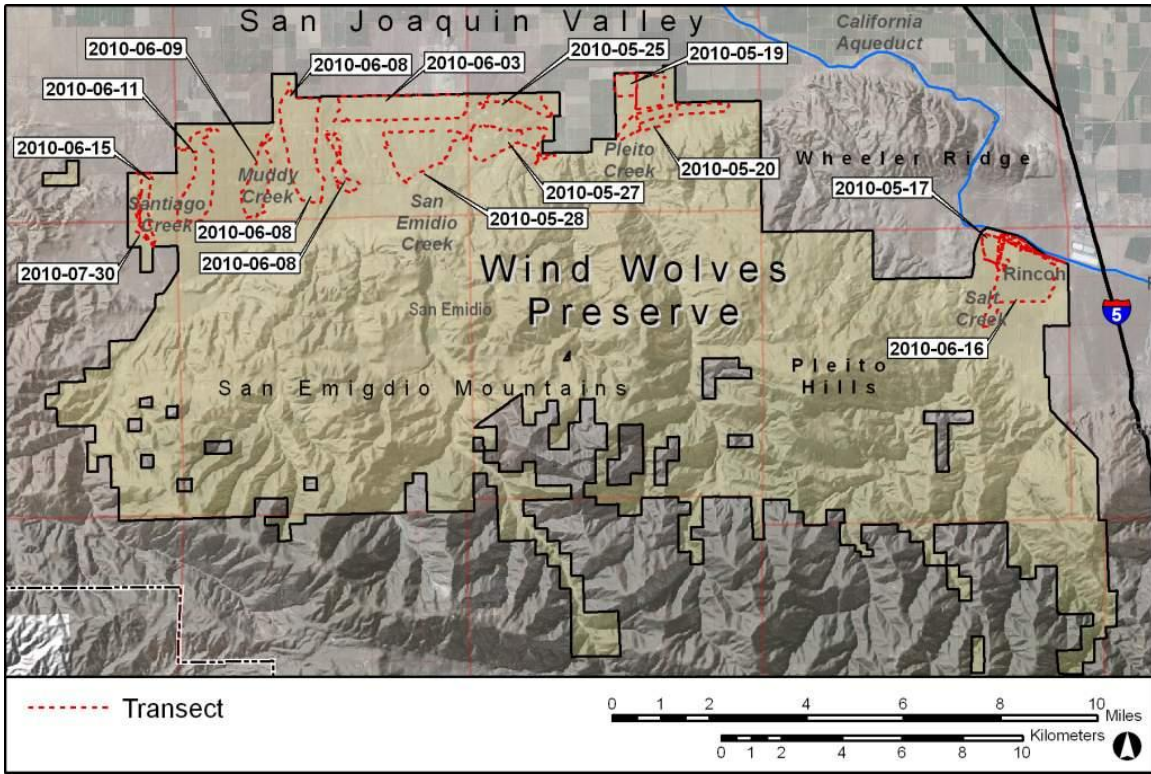 San Joaquin Valley
California
Aqueduct
2010-06-09
2010-06-08
2010-06-03
2010-05-25
2010-05-19
2010-06-11
2010-06-15
Muddy
Creek
Pleito
Creek
2010-05-20
Wheeler Ridge
2010-05-17
Santiago
Creek
San
Emidio
Creek
2010-05-27
2010-05-28
2010-06-08
2010-06-08
2010-07-30
Wind Wolves
Preserve
San Emidio
Rincon
Salt
Creek
5
2010-06-16
San Emigdio Mountains
Pleito
Hills
Transect
0 1 2 4 6 8 10
Miles
Kilometers
0 1 2 4 6 8 10